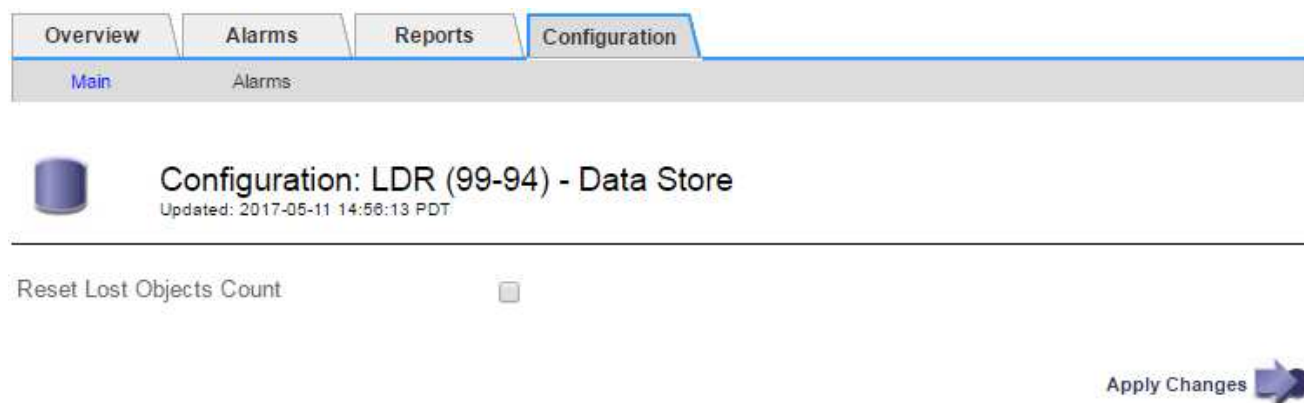 Overview Alarms Reports Configuration
Main Alarms
Configuration: LDR (99-94) - Data Store
Updated: 2017-05-11 14:56:13 PDT
Reset Lost Objects Count
Apply Changes